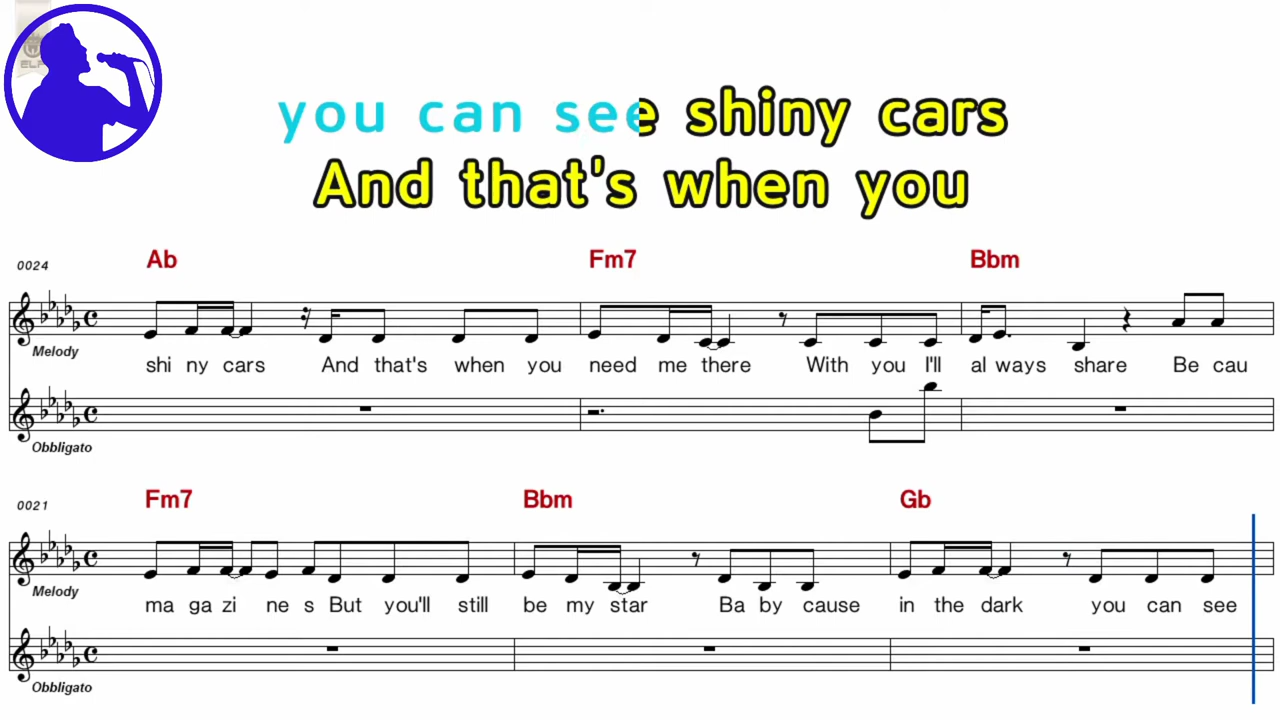 ELF
you can see shiny cars
And that's when you
0024 Ab Fm7 Bbm
Melody
shi ny cars And that's when you need me there With you I'll al ways share Be cau
Obbligato
0021 Fm7 Bbm Gb
Melody
ma ga zi ne s But you'll still be my star Ba by cause in the dark you can see
Obbligato